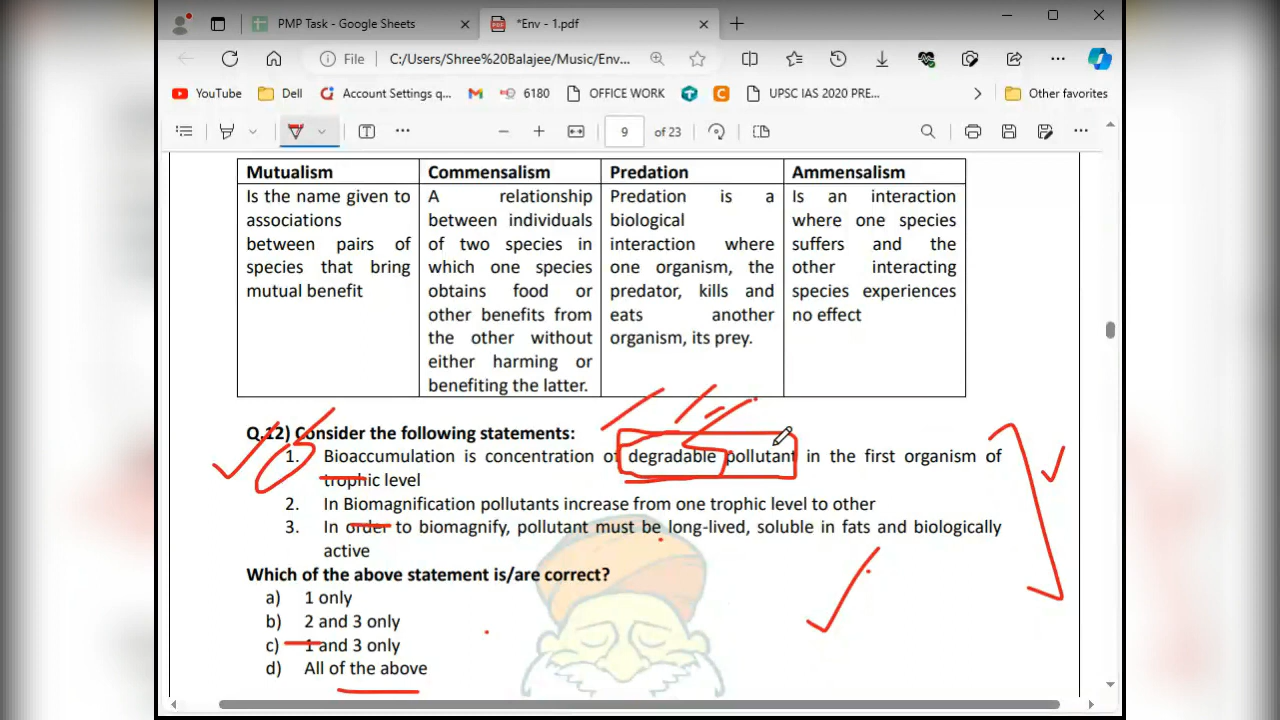 PMP Task - Google Sheets
*Env - 1.pdf
File C:/Users/Shree%20Balajee/Music/Env...
YouTube Dell Account Settings q... 6180 OFFICE WORK UPSC IAS 2020 PRE... Other favorites
9 of 23
Mutualism
Is the name given to
associations
between pairs of
species that bring
mutual benefit
Commensalism
A relationship
between individuals
of two species in
which one species
obtains food or
other benefits from
the other without
either harming or
benefiting the latter.
Predation
Predation is a
biological
interaction where
one organism, the
predator, kills and
eats another
organism, its prey.
Ammensalism
Is an interaction
where one species
suffers and the
other interacting
species experiences
no effect
Q.12) Consider the following statements:
1. Bioaccumulation is concentration of degradable pollutant in the first organism of
trophic level
2. In Biomagnification pollutants increase from one trophic level to other
3. In order to biomagnify, pollutant must be long-lived, soluble in fats and biologically
active
Which of the above statement is/are correct?
a) 1 only
b) 2 and 3 only
c) 1 and 3 only
d) All of the above